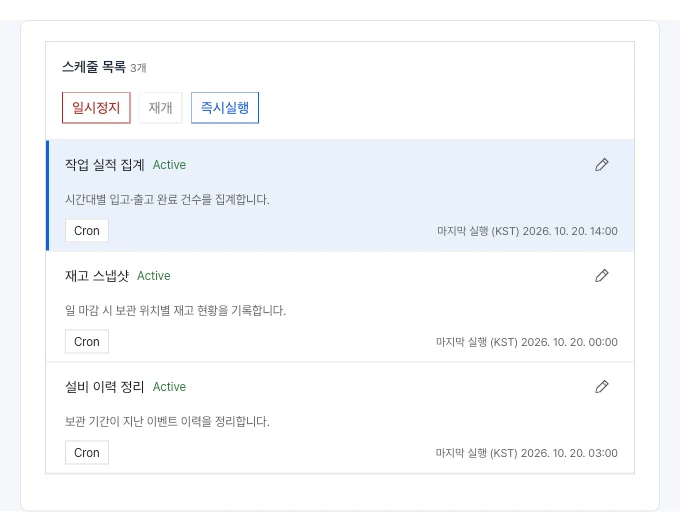 스케줄 목록 3개
일시정지 재개 즉시실행
작업 실적 집계 Active
시간대별 입고·출고 완료 건수를 집계합니다.
Cron 마지막 실행 (KST) 2026. 10. 20. 14:00
재고 스냅샷 Active
일 마감 시 보관 위치별 재고 현황을 기록합니다.
Cron 마지막 실행 (KST) 2026. 10. 20. 00:00
설비 이력 정리 Active
보관 기간이 지난 이벤트 이력을 정리합니다.
Cron 마지막 실행 (KST) 2026. 10. 20. 03:00